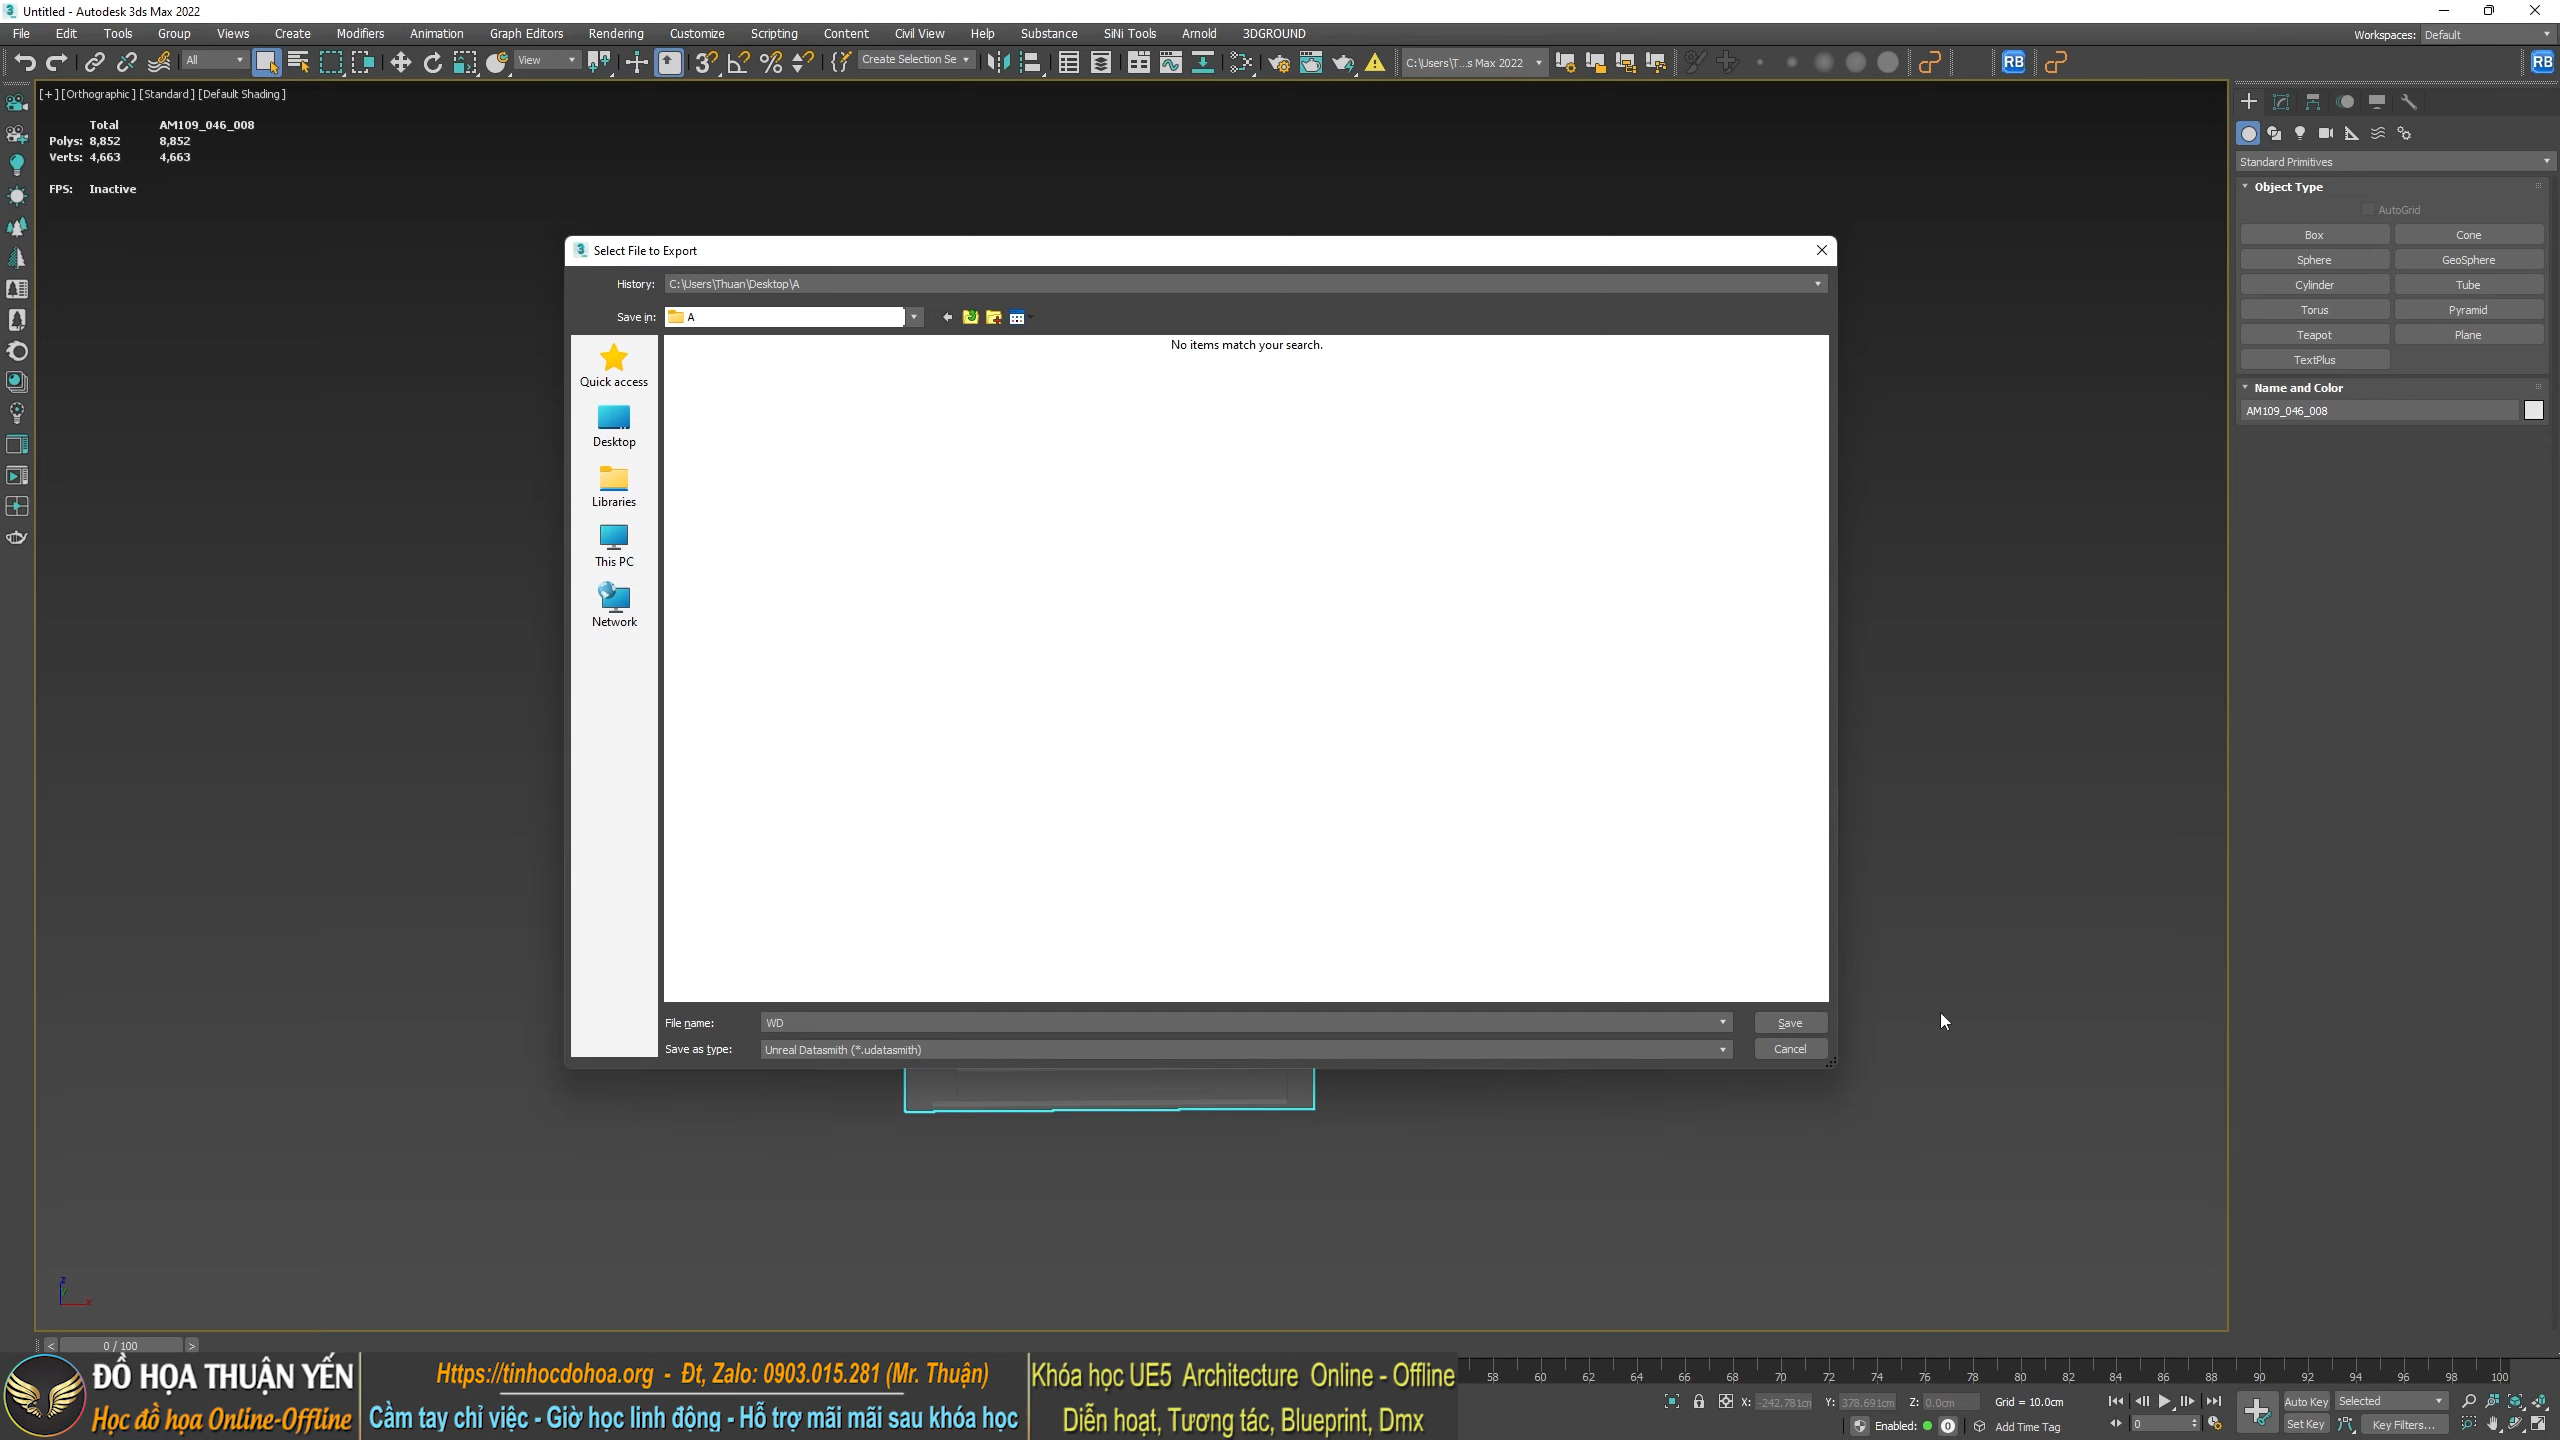 Untitled - Autodesk 3ds Max 2022
File Edit Tools Group Views Create Modifiers Animation Graph Editors Rendering Customize Scripting Content Civil View Help Substance SiNi Tools Arnold 3DGROUND
Workspaces: Default
All
View
Create Selection Se
C:\Users\T...s Max 2022
RB
RB
[+] [Orthographic] [Standard] [Default Shading]
Total AM109_046_008
Polys: 8,852 8,852
Verts: 4,663 4,663
FPS: Inactive
Select File to Export
History: C:\Users\Thuan\Desktop\A
Save in: A
No items match your search.
Quick access
Desktop
Libraries
This PC
Network
File name: WD
Save
Save as type: Unreal Datasmith (*.udatasmith)
Cancel
Standard Primitives
Object Type
AutoGrid
Box Cone
Sphere GeoSphere
Cylinder Tube
Torus Pyramid
Teapot Plane
TextPlus
Name and Color
AM109_046_008
z
x
< 0 / 100 >
ĐỒ HỌA THUẬN YẾN
Học đồ họa Online-Offline
Https://tinhocdohoa.org - Đt, Zalo: 0903.015.281 (Mr. Thuận)
Cầm tay chỉ việc - Giờ học linh động - Hỗ trợ mãi mãi sau khóa học
Khóa học UE5 Architecture Online - Offline
Diễn hoạt, Tương tác, Blueprint, Dmx
58 60 62 64 66 68 70 72 74 76 78 80 82 84 86 88 90 92 94 96 98 100
X: -242.781cm Y: 378.691cm Z: 0.0cm Grid = 10.0cm
Enabled: 0 Add Time Tag
0
Auto Key Selected
Set Key Key Filters...